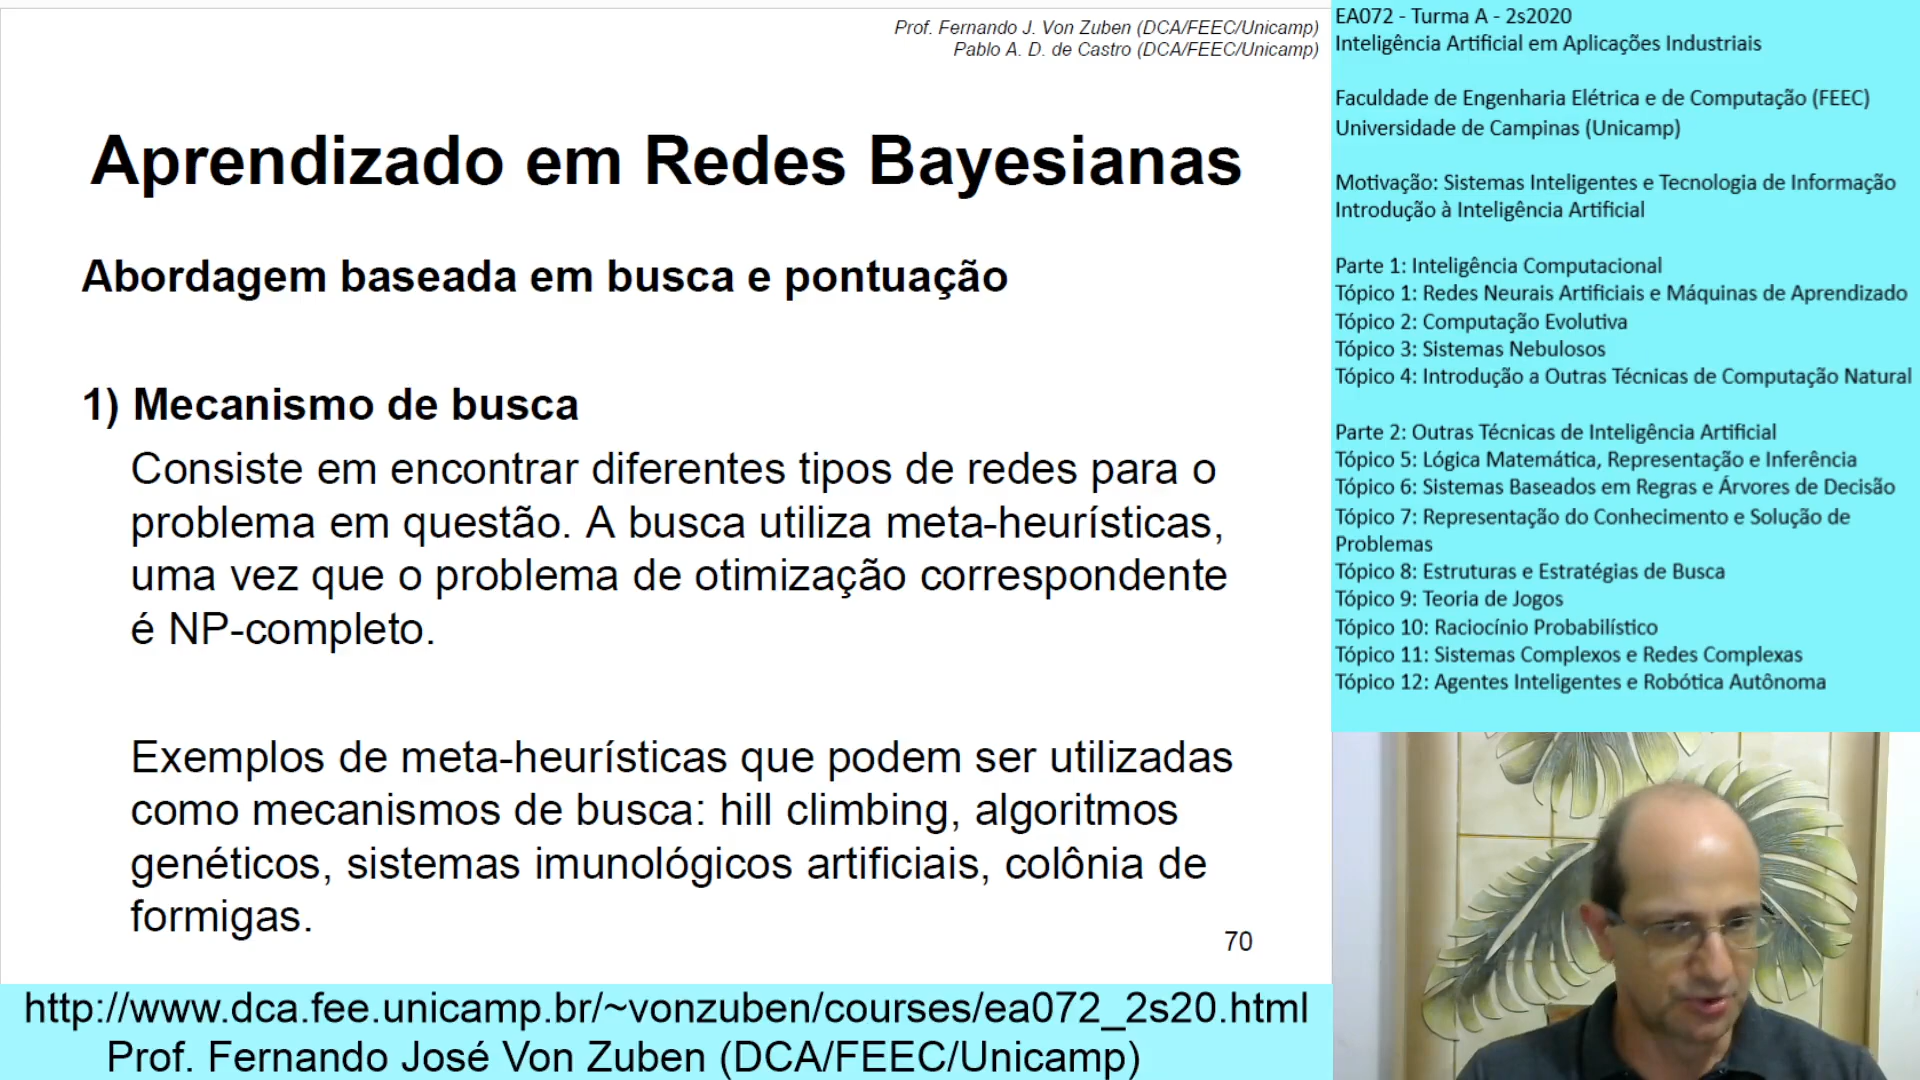 Prof. Fernando J. Von Zuben (DCA/FEEC/Unicamp)
Pablo A. D. de Castro (DCA/FEEC/Unicamp)
Aprendizado em Redes Bayesianas
Abordagem baseada em busca e pontuação
1) Mecanismo de busca
Consiste em encontrar diferentes tipos de redes para o
problema em questão. A busca utiliza meta-heurísticas,
uma vez que o problema de otimização correspondente
é NP-completo.
Exemplos de meta-heurísticas que podem ser utilizadas
como mecanismos de busca: hill climbing, algoritmos
genéticos, sistemas imunológicos artificiais, colônia de
formigas.
70
http://www.dca.fee.unicamp.br/~vonzuben/courses/ea072_2s20.html
Prof. Fernando José Von Zuben (DCA/FEEC/Unicamp)
EA072 - Turma A - 2s2020
Inteligência Artificial em Aplicações Industriais
Faculdade de Engenharia Elétrica e de Computação (FEEC)
Universidade de Campinas (Unicamp)
Motivação: Sistemas Inteligentes e Tecnologia de Informação
Introdução à Inteligência Artificial
Parte 1: Inteligência Computacional
Tópico 1: Redes Neurais Artificiais e Máquinas de Aprendizado
Tópico 2: Computação Evolutiva
Tópico 3: Sistemas Nebulosos
Tópico 4: Introdução a Outras Técnicas de Computação Natural
Parte 2: Outras Técnicas de Inteligência Artificial
Tópico 5: Lógica Matemática, Representação e Inferência
Tópico 6: Sistemas Baseados em Regras e Árvores de Decisão
Tópico 7: Representação do Conhecimento e Solução de
Problemas
Tópico 8: Estruturas e Estratégias de Busca
Tópico 9: Teoria de Jogos
Tópico 10: Raciocínio Probabilístico
Tópico 11: Sistemas Complexos e Redes Complexas
Tópico 12: Agentes Inteligentes e Robótica Autônoma